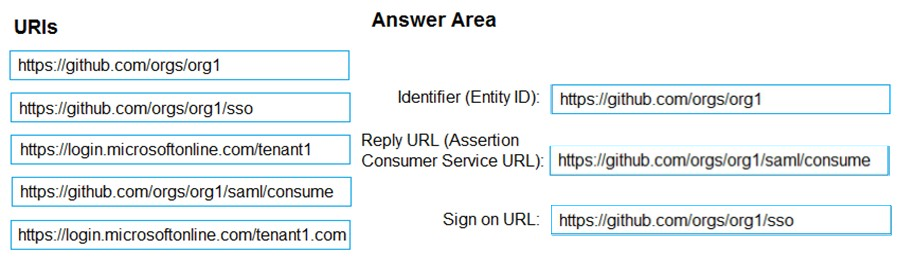 URIs
https://github.com/orgs/org1
https://github.com/orgs/org1/sso
https://login.microsoftonline.com/tenant1
https://github.com/orgs/org1/saml/consume
https://login.microsoftonline.com/tenant1.com
Answer Area
Identifier (Entity ID): https://github.com/orgs/org1
Reply URL (Assertion
Consumer Service URL): https://github.com/orgs/org1/saml/consume
Sign on URL: https://github.com/orgs/org1/sso